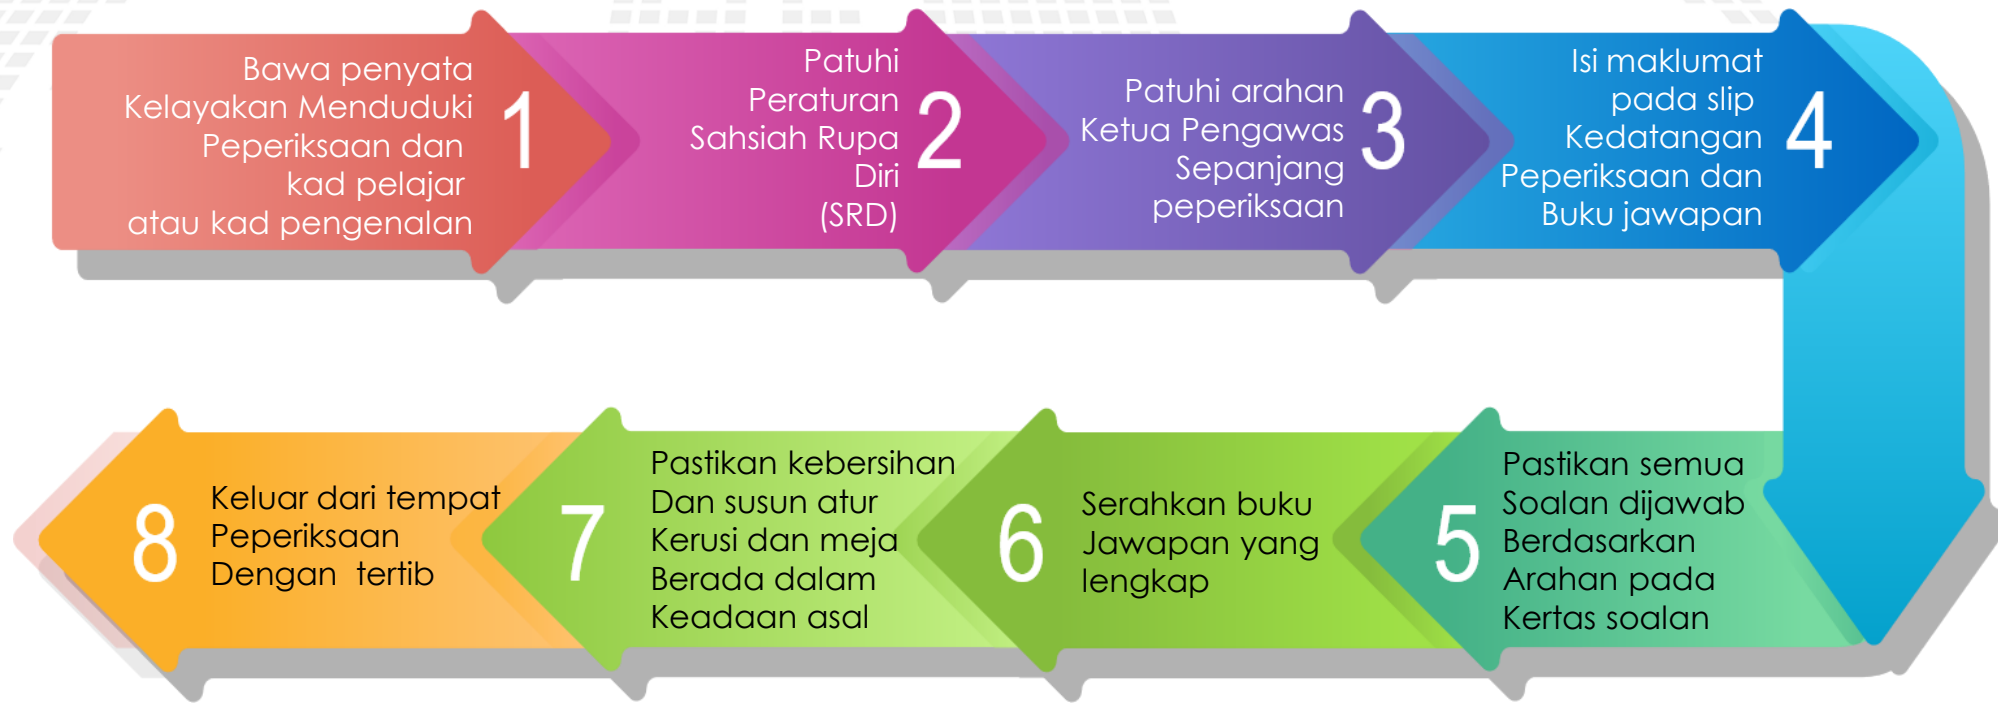 Bawa penyata
Kelayakan Menduduki
Peperiksaan dan
kad pelajar
atau kad pengenalan
1
Patuhi
Peraturan
Sahsiah Rupa
Diri
(SRD)
2
Patuhi arahan
Ketua Pengawas
Sepanjang
peperiksaan
3
Isi maklumat
pada slip
Kedatangan
Peperiksaan dan
Buku jawapan
4
5
Pastikan semua
Soalan dijawab
Berdasarkan
Arahan pada
Kertas soalan
6
Serahkan buku
Jawapan yang
lengkap
7
Pastikan kebersihan
Dan susun atur
Kerusi dan meja
Berada dalam
Keadaan asal
8
Keluar dari tempat
Peperiksaan
Dengan tertib